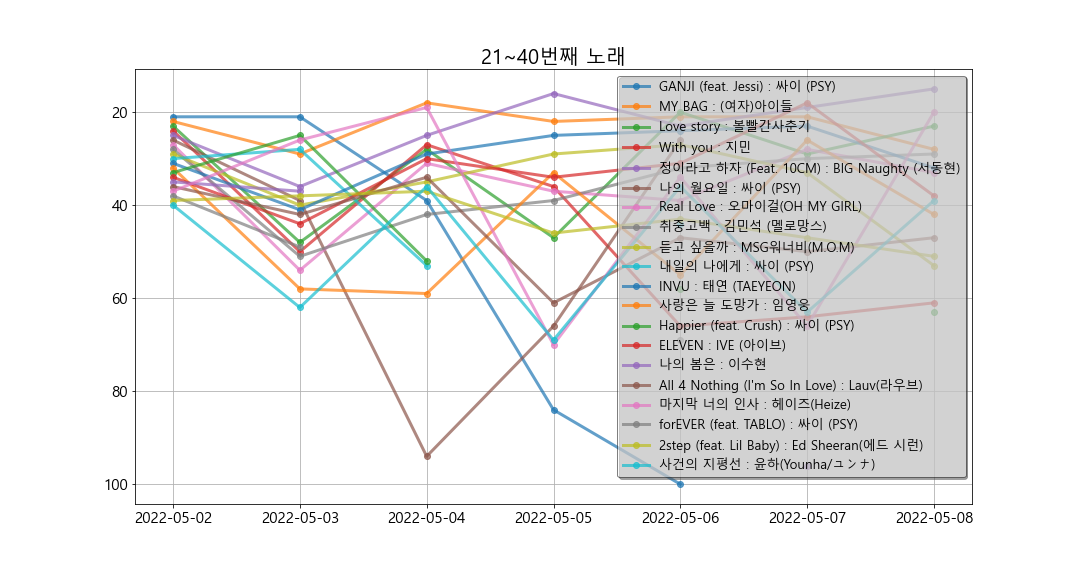 21~40번째 노래
20
40
60
80
100
2022-05-02 2022-05-03 2022-05-04 2022-05-05 2022-05-06 2022-05-07 2022-05-08
GANJI (feat. Jessi) : 싸이 (PSY)
MY BAG : (여자)아이들
Love story : 볼빨간사춘기
With you : 지민
정이라고 하자 (Feat. 10CM) : BIG Naughty (서동현)
나의 월요일 : 싸이 (PSY)
Real Love : 오마이걸(OH MY GIRL)
취중고백 : 김민석 (멜로망스)
듣고 싶을까 : MSG워너비(M.O.M)
내일의 나에게 : 싸이 (PSY)
INVU : 태연 (TAEYEON)
사랑은 늘 도망가 : 임영웅
Happier (feat. Crush) : 싸이 (PSY)
ELEVEN : IVE (아이브)
나의 봄은 : 이수현
All 4 Nothing (I'm So In Love) : Lauv(라우브)
마지막 너의 인사 : 헤이즈(Heize)
forEVER (feat. TABLO) : 싸이 (PSY)
2step (feat. Lil Baby) : Ed Sheeran(에드 시런)
사건의 지평선 : 윤하(Younha/ユンナ)